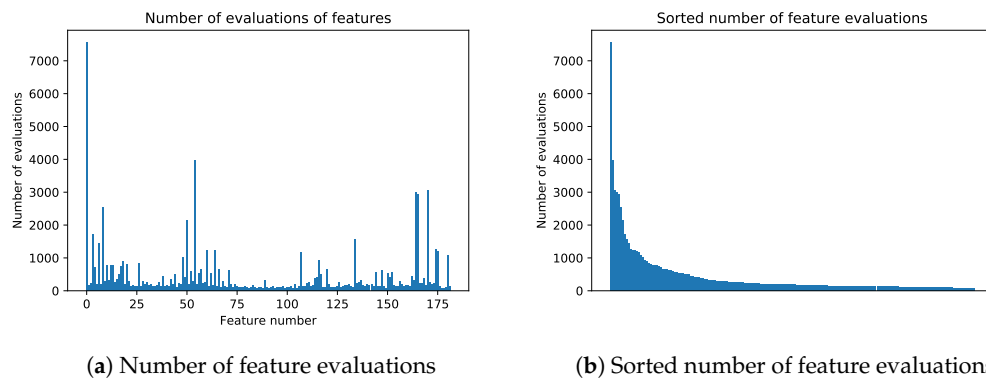 Number of evaluations of features
Number of evaluations
7000
6000
5000
4000
3000
2000
1000
0
0 25 50 75 100 125 150 175
Feature number
(a) Number of feature evaluations
Sorted number of feature evaluations
Number of evaluations
7000
6000
5000
4000
3000
2000
1000
0
(b) Sorted number of feature evaluation